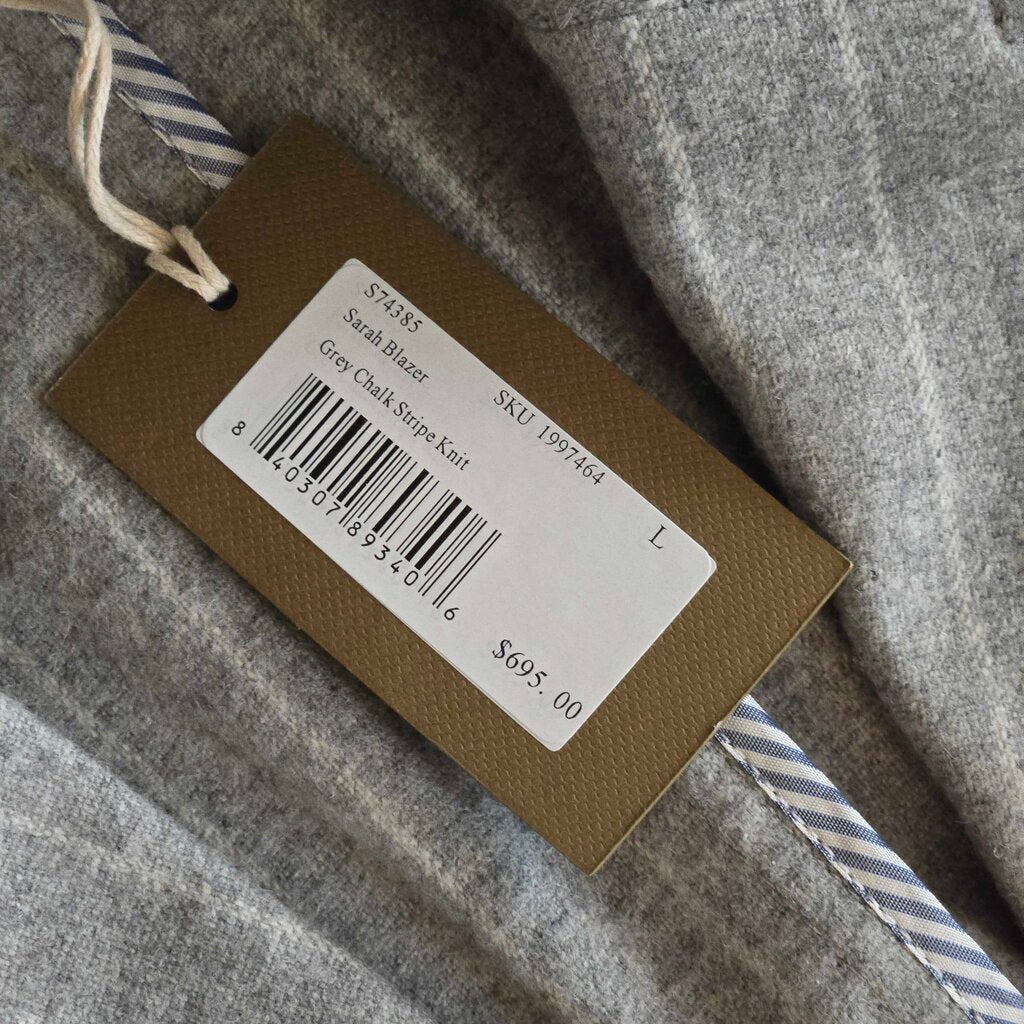 S74385
Sarah Blazer
Grey Chalk Stripe Knit
SKU 1997464
L
8 40307 89340 6
$695.00